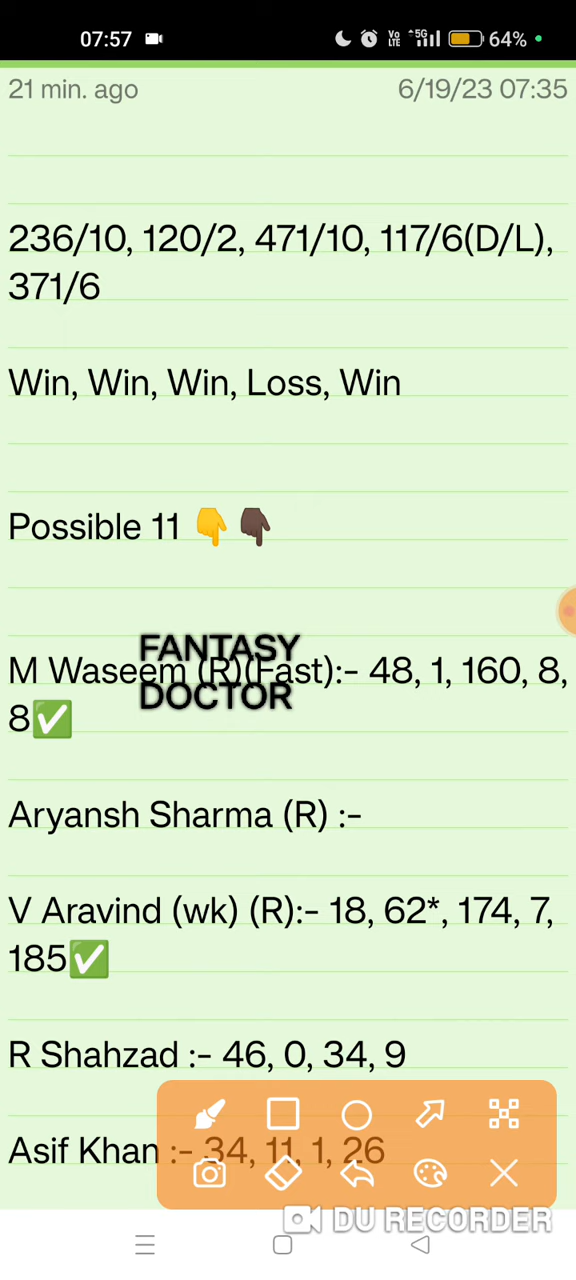 07:57 Vo LTE 5G 64%
21 min. ago 6/19/23 07:35
236/10, 120/2, 471/10, 117/6(D/L),
371/6
Win, Win, Win, Loss, Win
Possible 11 👇👇🏿
FANTASY
M Waseem (R)(Fast):- 48, 1, 160, 8,
DOCTOR
8✅
Aryansh Sharma (R) :-
V Aravind (wk) (R):- 18, 62*, 174, 7,
185✅
R Shahzad :- 46, 0, 34, 9
Asif Khan :- 34, 11, 1, 26
DU RECORDER